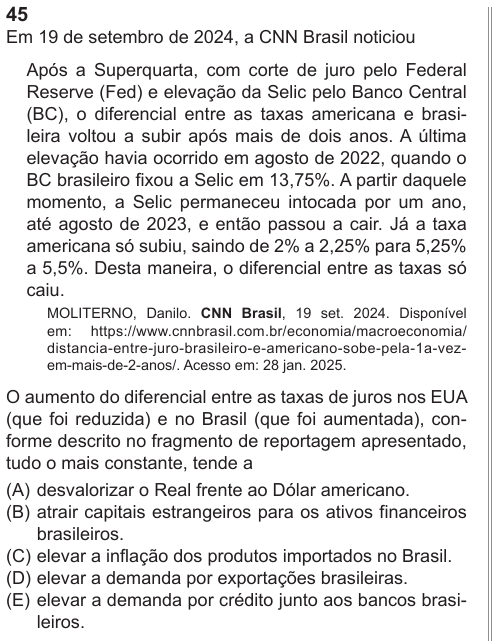 45
Em 19 de setembro de 2024, a CNN Brasil noticiou
Após a Superquarta, com corte de juro pelo Federal
Reserve (Fed) e elevação da Selic pelo Banco Central
(BC), o diferencial entre as taxas americana e brasi-
leira voltou a subir após mais de dois anos. A última
elevação havia ocorrido em agosto de 2022, quando o
BC brasileiro fixou a Selic em 13,75%. A partir daquele
momento, a Selic permaneceu intocada por um ano,
até agosto de 2023, e então passou a cair. Já a taxa
americana só subiu, saindo de 2% a 2,25% para 5,25%
a 5,5%. Desta maneira, o diferencial entre as taxas só
caiu.
MOLITERNO, Danilo. CNN Brasil, 19 set. 2024. Disponível
em: https://www.cnnbrasil.com.br/economia/macroeconomia/
distancia-entre-juro-brasileiro-e-americano-sobe-pela-1a-vez-
em-mais-de-2-anos/. Acesso em: 28 jan. 2025.
O aumento do diferencial entre as taxas de juros nos EUA
(que foi reduzida) e no Brasil (que foi aumentada), con-
forme descrito no fragmento de reportagem apresentado,
tudo o mais constante, tende a
(A) desvalorizar o Real frente ao Dólar americano.
(B) atrair capitais estrangeiros para os ativos financeiros
brasileiros.
(C) elevar a inflação dos produtos importados no Brasil.
(D) elevar a demanda por exportações brasileiras.
(E) elevar a demanda por crédito junto aos bancos brasi-
leiros.